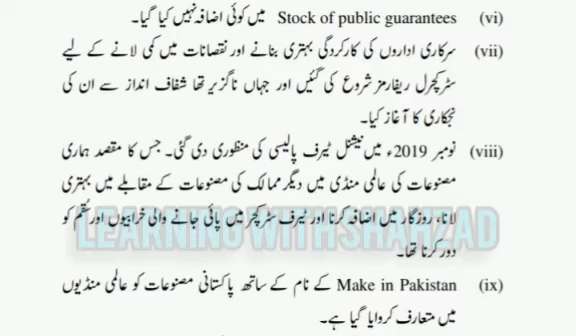 (vi) Stock of public guarantees میں کوئی اضافہ نہیں کیا گیا۔
(vii) سرکاری اداروں کی کارکردگی بہتری بنانے اور نقصانات میں کمی لانے کے لیے
سٹرکچرل ریفارمز شروع کی گئیں اور جہاں ناگزیر تھا شفاف انداز سے ان کی
نجکاری کا آغاز کیا۔
(viii) نومبر 2019ء میں نیشنل ٹیرف پالیسی کی منظوری دی گئی۔ جس کا مقصد ہماری
مصنوعات کی عالمی منڈی میں دیگر ممالک کی مصنوعات کے مقابلے میں بہتری
لانا، روزگار میں اضافہ کرنا اور ٹیرف سٹرکچر میں پائی جانے والی خرابیوں اور سُقم کو
LEARNING WITH SHAHZAD
دور کرنا تھا۔
(ix) Make in Pakistan کے نام کے ساتھ پاکستانی مصنوعات کو عالمی منڈیوں
میں متعارف کروایا گیا ہے۔